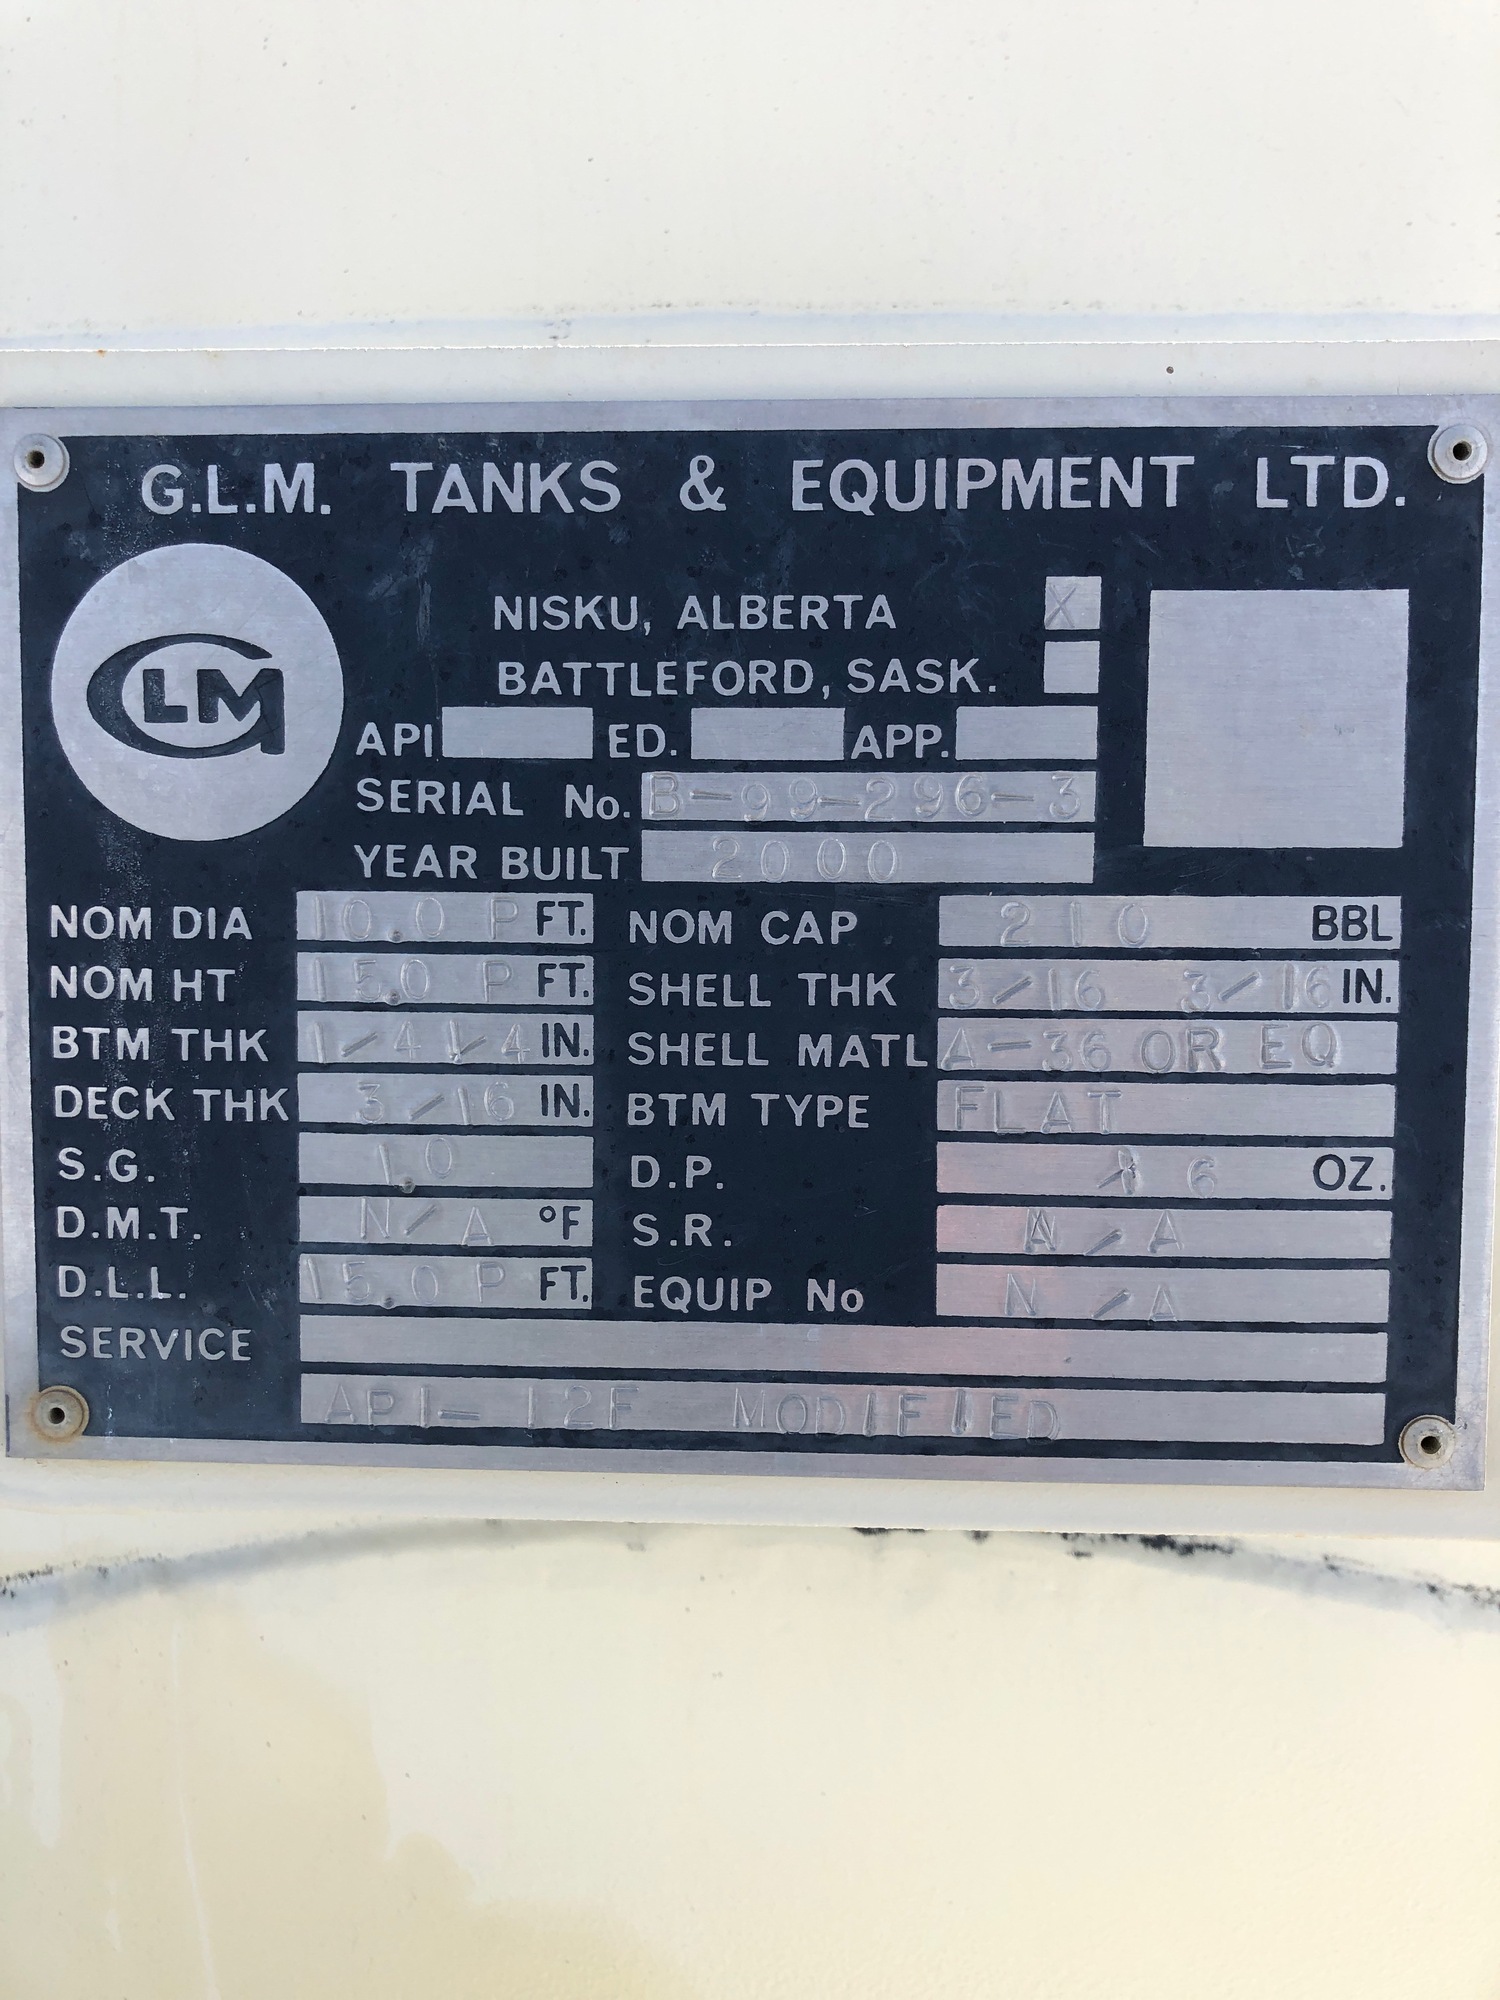 G.L.M. TANKS & EQUIPMENT LTD.
GLM
NISKU, ALBERTA X
BATTLEFORD, SASK.
API ED. APP.
SERIAL No. B-99-296-3
YEAR BUILT 2000
NOM DIA 10.0 P FT. NOM CAP 210 BBL
NOM HT 15.0 P FT. SHELL THK 3/16 3/16 IN.
BTM THK 1/4 1/4 IN. SHELL MATL A-36 OR EQ
DECK THK 3/16 IN. BTM TYPE FLAT
S.G. 1.0 D.P. 16 OZ.
D.M.T. N/A °F S.R. N/A
D.L.L. 15.0 P FT. EQUIP No N/A
SERVICE
API-12F MODIFIED